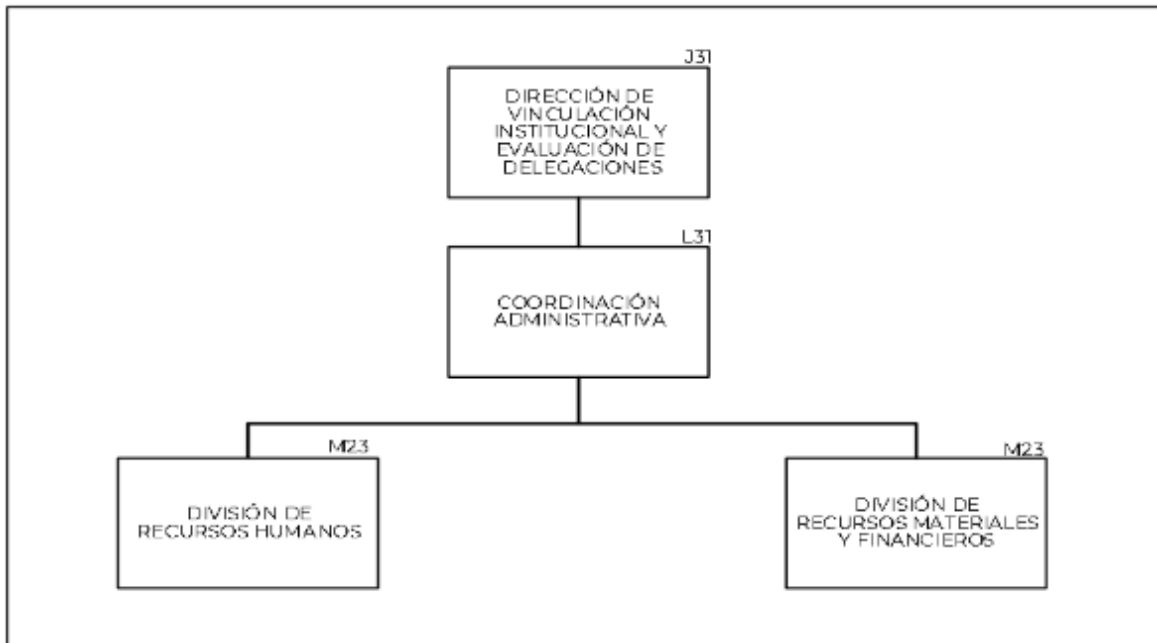 J31
DIRECCIÓN DE
VINCULACIÓN
INSTITUCIONAL Y
EVALUACIÓN DE
DELEGACIONES
L31
COORDINACIÓN
ADMINISTRATIVA
M23
DIVISIÓN DE
RECURSOS HUMANOS
M23
DIVISIÓN DE
RECURSOS MATERIALES
Y FINANCIEROS